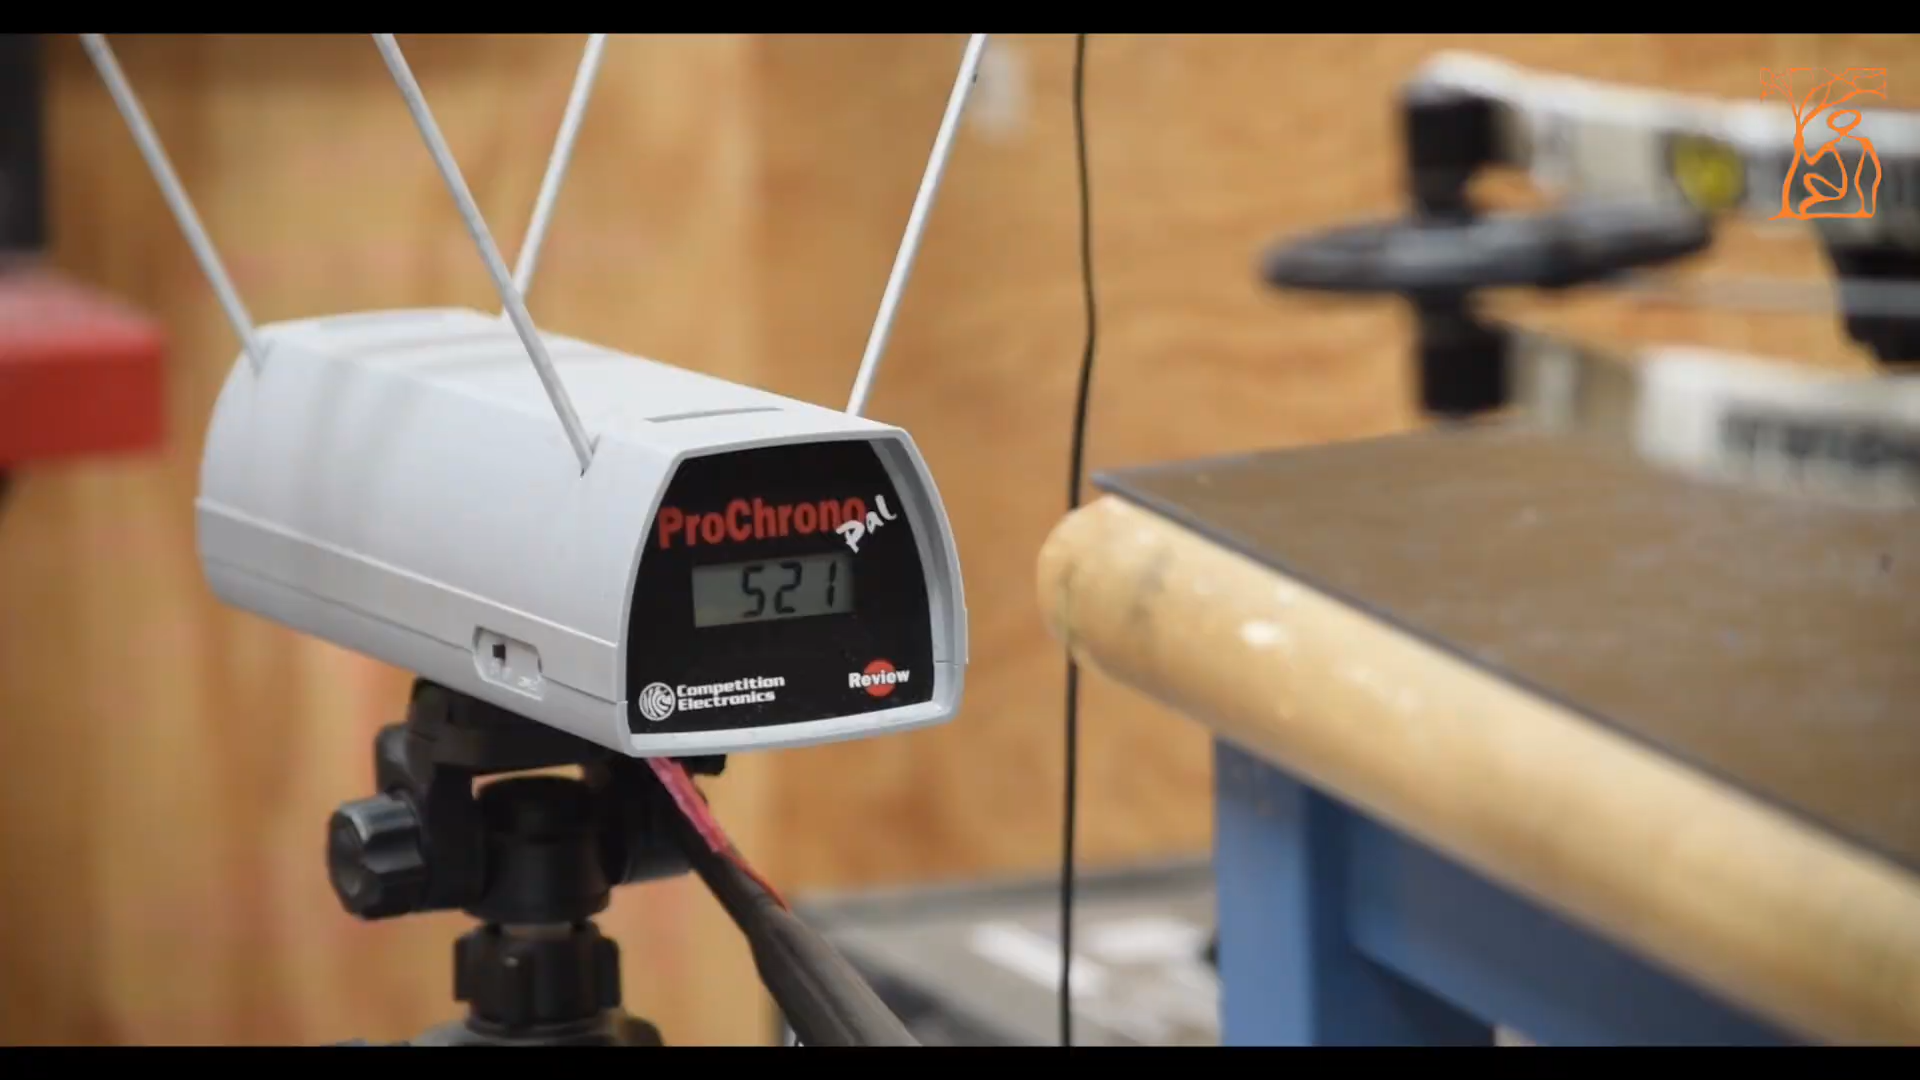 ProChrono
Pal
521
Competition
Electronics
Review